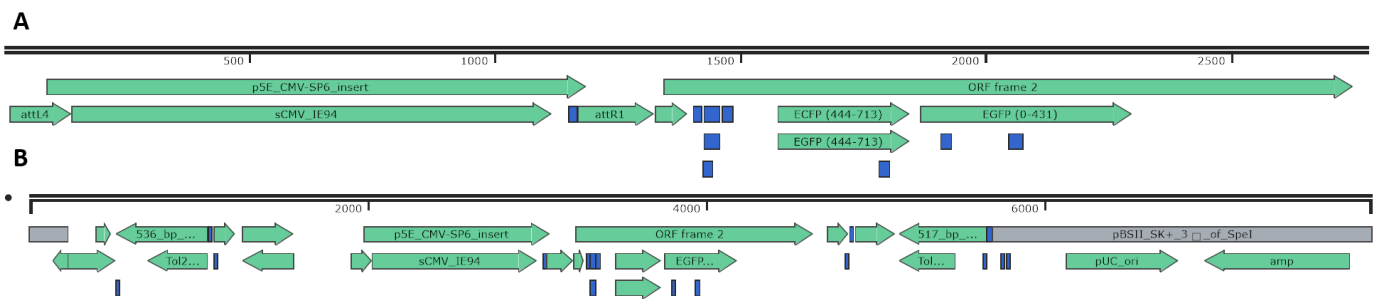 A
500 1000 1500 2000 2500
p5E_CMV-SP6_insert ORF frame 2
attL4 sCMV_IE94 attR1 ECFP (444-713) EGFP (0-431)
EGFP (444-713)
B
2000 4000 6000
536_bp_... p5E_CMV-SP6_insert ORF frame 2 517_bp_... pBSII_SK+_3 □_of_SpeI
Tol2... sCMV_IE94 EGFP... Tol... pUC_ori amp